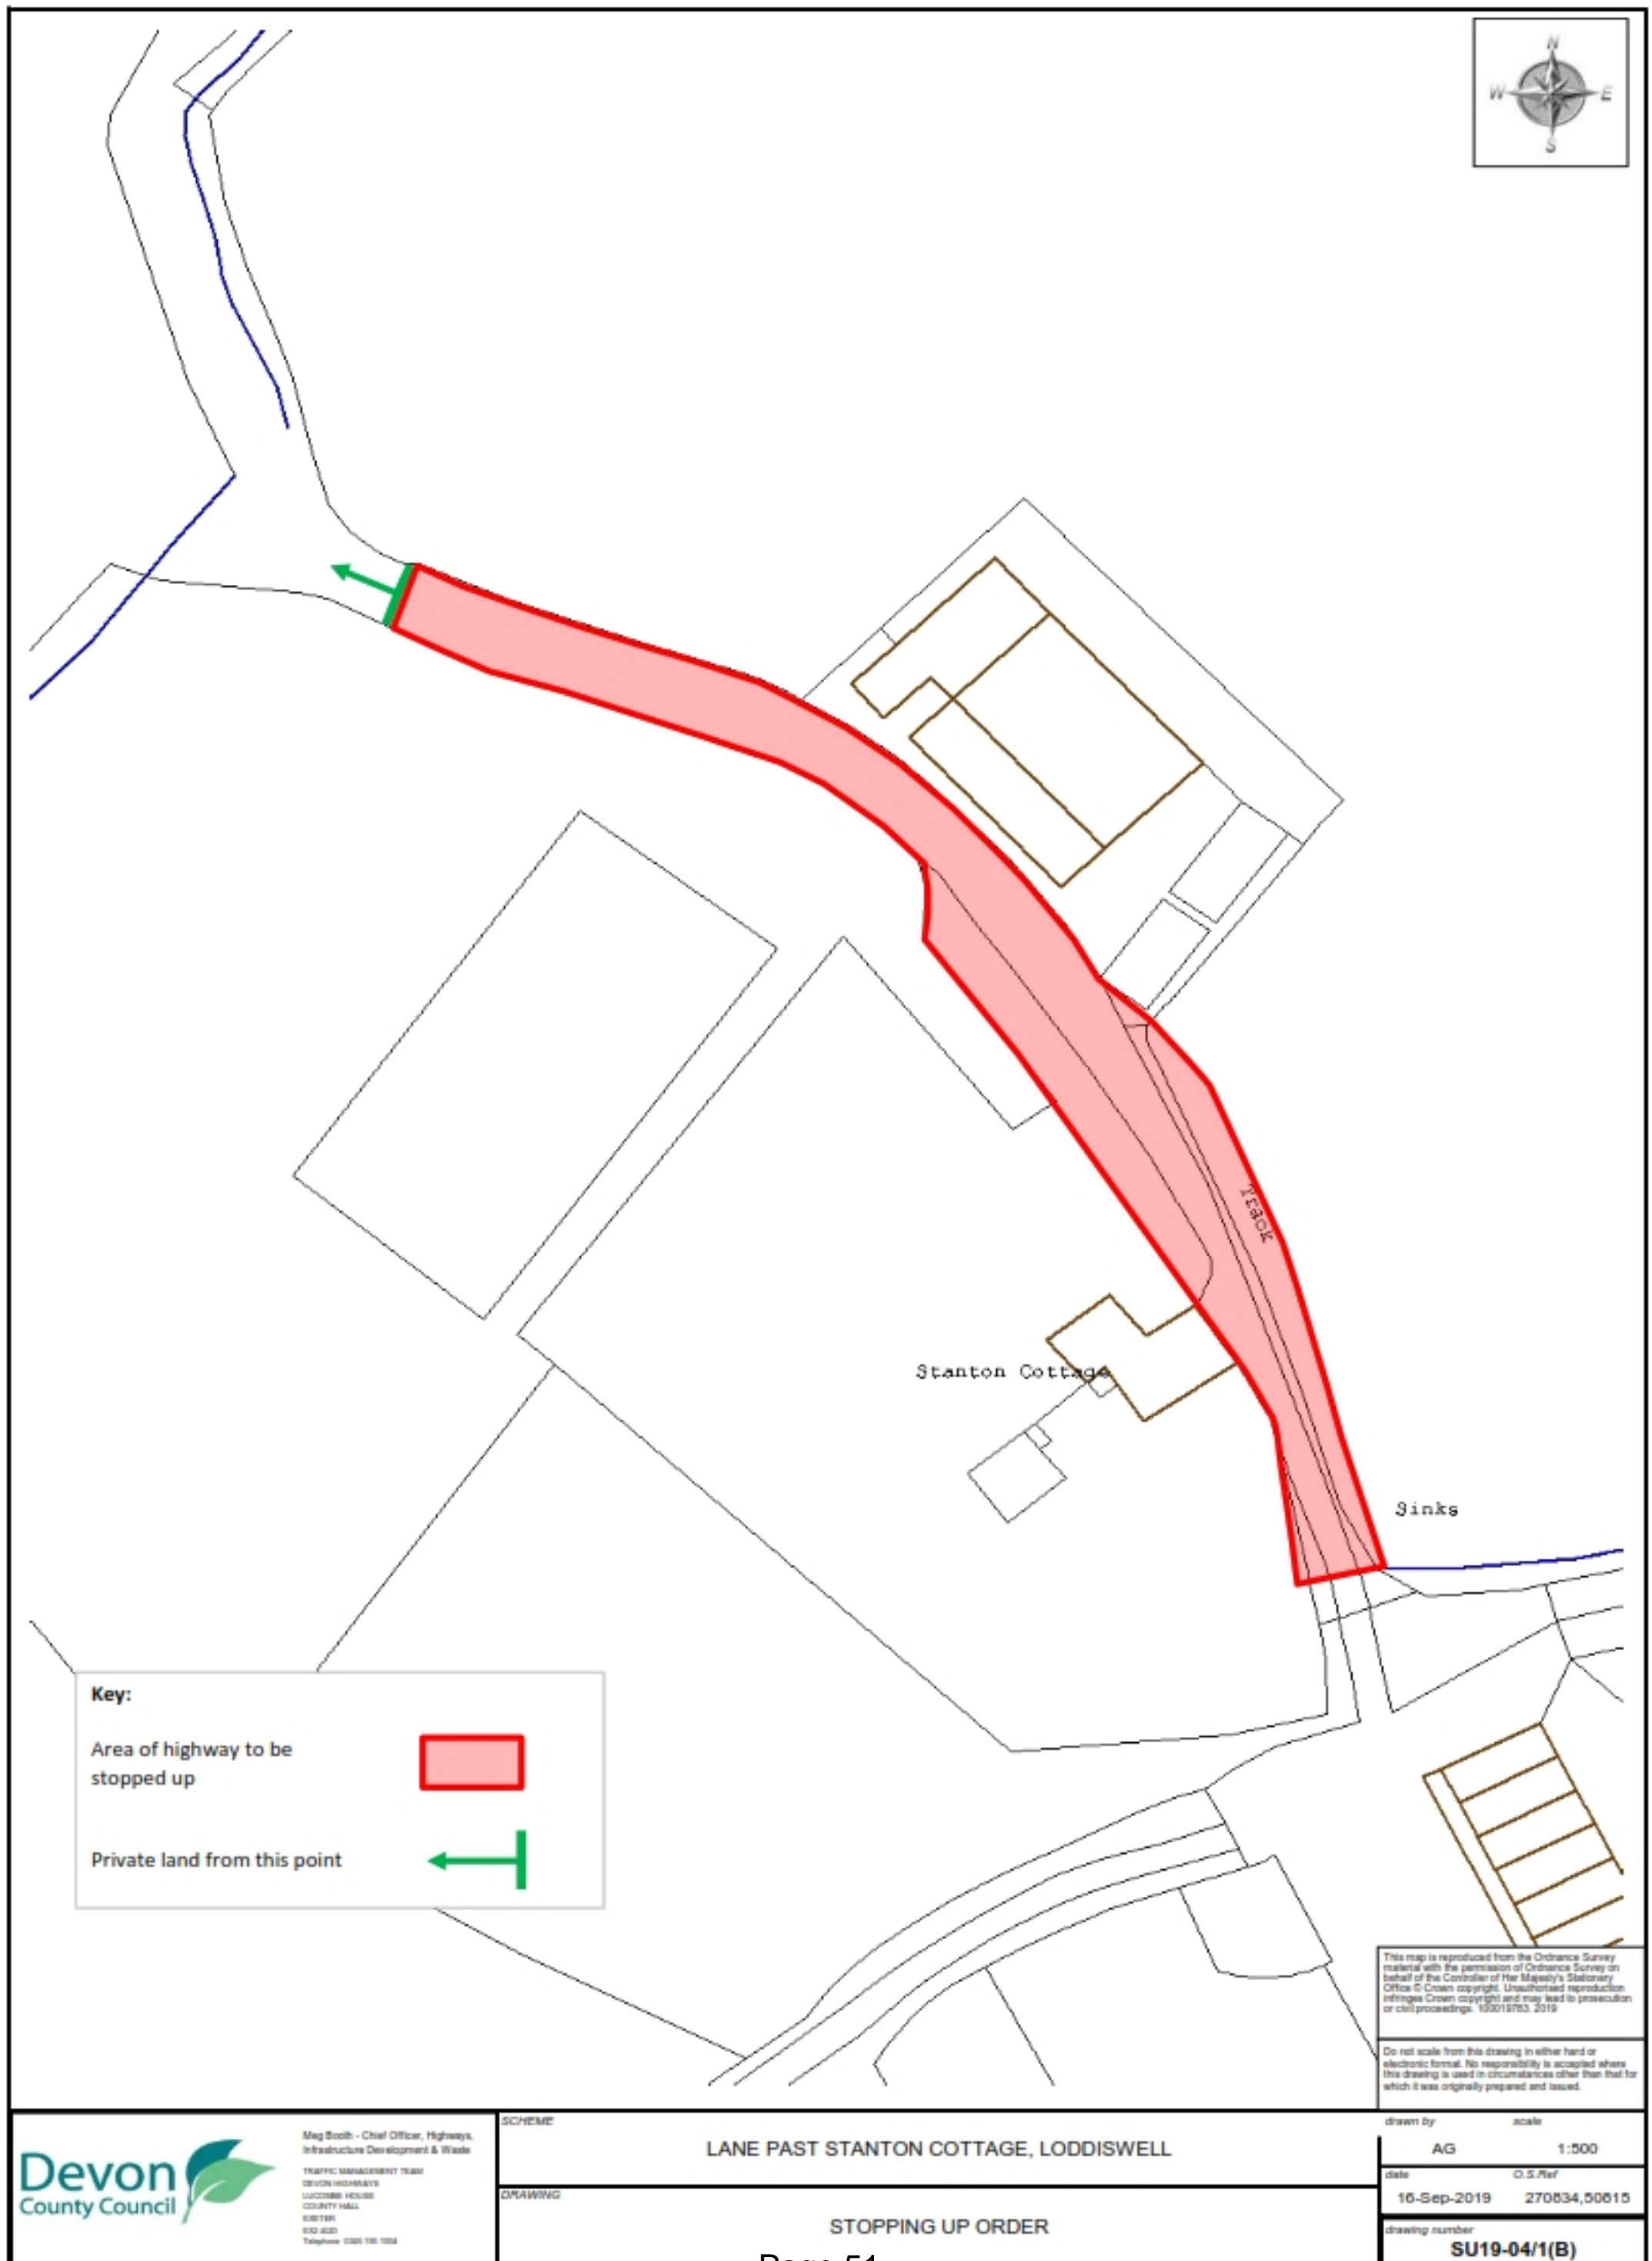 N
W E
S
Track
Stanton Cottage
Sinks
Key:
Area of highway to be
stopped up
Private land from this point
This map is reproduced from the Ordnance Survey
material with the permission of Ordnance Survey on
behalf of the Controller of Her Majesty's Stationery
Office © Crown copyright. Unauthorised reproduction
infringes Crown copyright and may lead to prosecution
or civil proceedings. 100019783. 2019
Do not scale from this drawing in either hard or
electronic format. No responsibility is accepted where
this drawing is used in circumstances other than that for
which it was originally prepared and issued.
Devon
County Council
Meg Booth - Chief Officer, Highways,
Infrastructure Development & Waste
TRAFFIC MANAGEMENT TEAM
DEVON HIGHWAYS
LUCOMBE HOUSE
COUNTY HALL
EXETER
EX2 4QD
Telephone
SCHEME
LANE PAST STANTON COTTAGE, LODDISWELL
DRAWING
STOPPING UP ORDER
drawn by scale
AG 1:500
date O.S.Ref
16-Sep-2019 270834,50815
drawing number
SU19-04/1(B)
Page 51